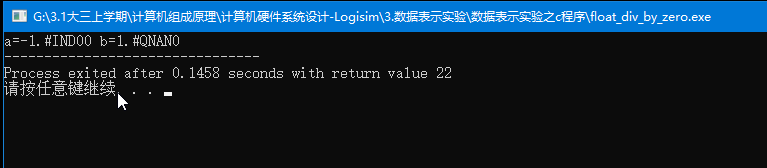 G:\3.1大三上学期\计算机组成原理\计算机硬件系统设计-Logisim\3.数据表示实验\数据表示实验之c程序\float_div_by_zero.exe
a=-1.#IND00 b=1.#QNAN0
--------------------------------
Process exited after 0.1458 seconds with return value 22
请按任意键继续. . .